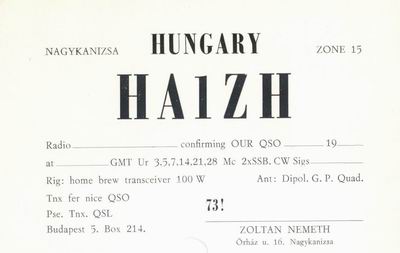 NAGYKANIZSA HUNGARY ZONE 15
HA1ZH
Radio confirming OUR QSO 19
at GMT Ur 3.5,7.14,21,28 Mc 2xSSB. CW Sigs
Rig: home brew transceiver 100 W Ant: Dipol. G. P. Quad.
Tnx fer nice QSO
Pse. Tnx. QSL 73!
Budapest 5. Box 214. ZOLTAN NEMETH
Őrház u. 16. Nagykanizsa